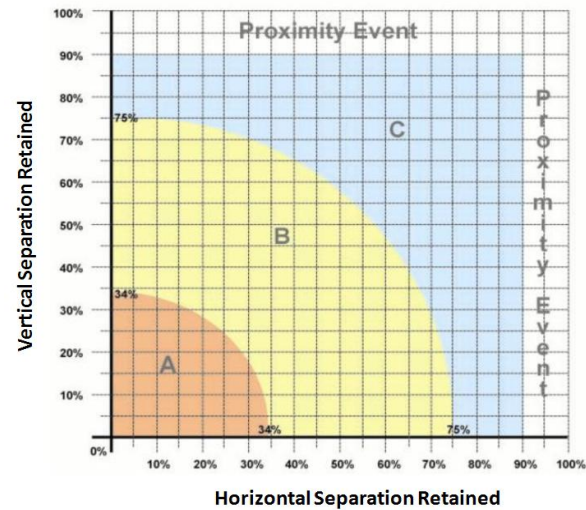 100%
Proximity Event
90%
80%
75%
70%
60%
50%
40%
34%
30%
20%
10%
0%
A
B
C
Proximity Event
34%
75%
10% 20% 30% 40% 50% 60% 70% 80% 90% 100%
Vertical Separation Retained
Horizontal Separation Retained